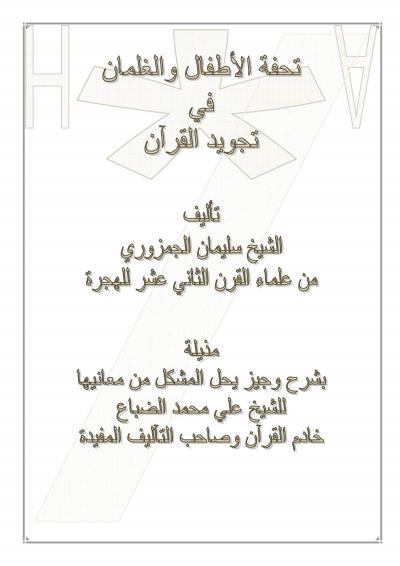 تحفة الأطفال والغلمان
في
تجويد القرآن
تأليف
الشيخ سليمان الجمزوري
من علماء القرن الثاني عشر للهجرة
مذيلة
بشرح وجيز يحل المشكل من معانيها
للشيخ علي محمد الضباع
خادم القرآن وصاحب التآليف المفيدة